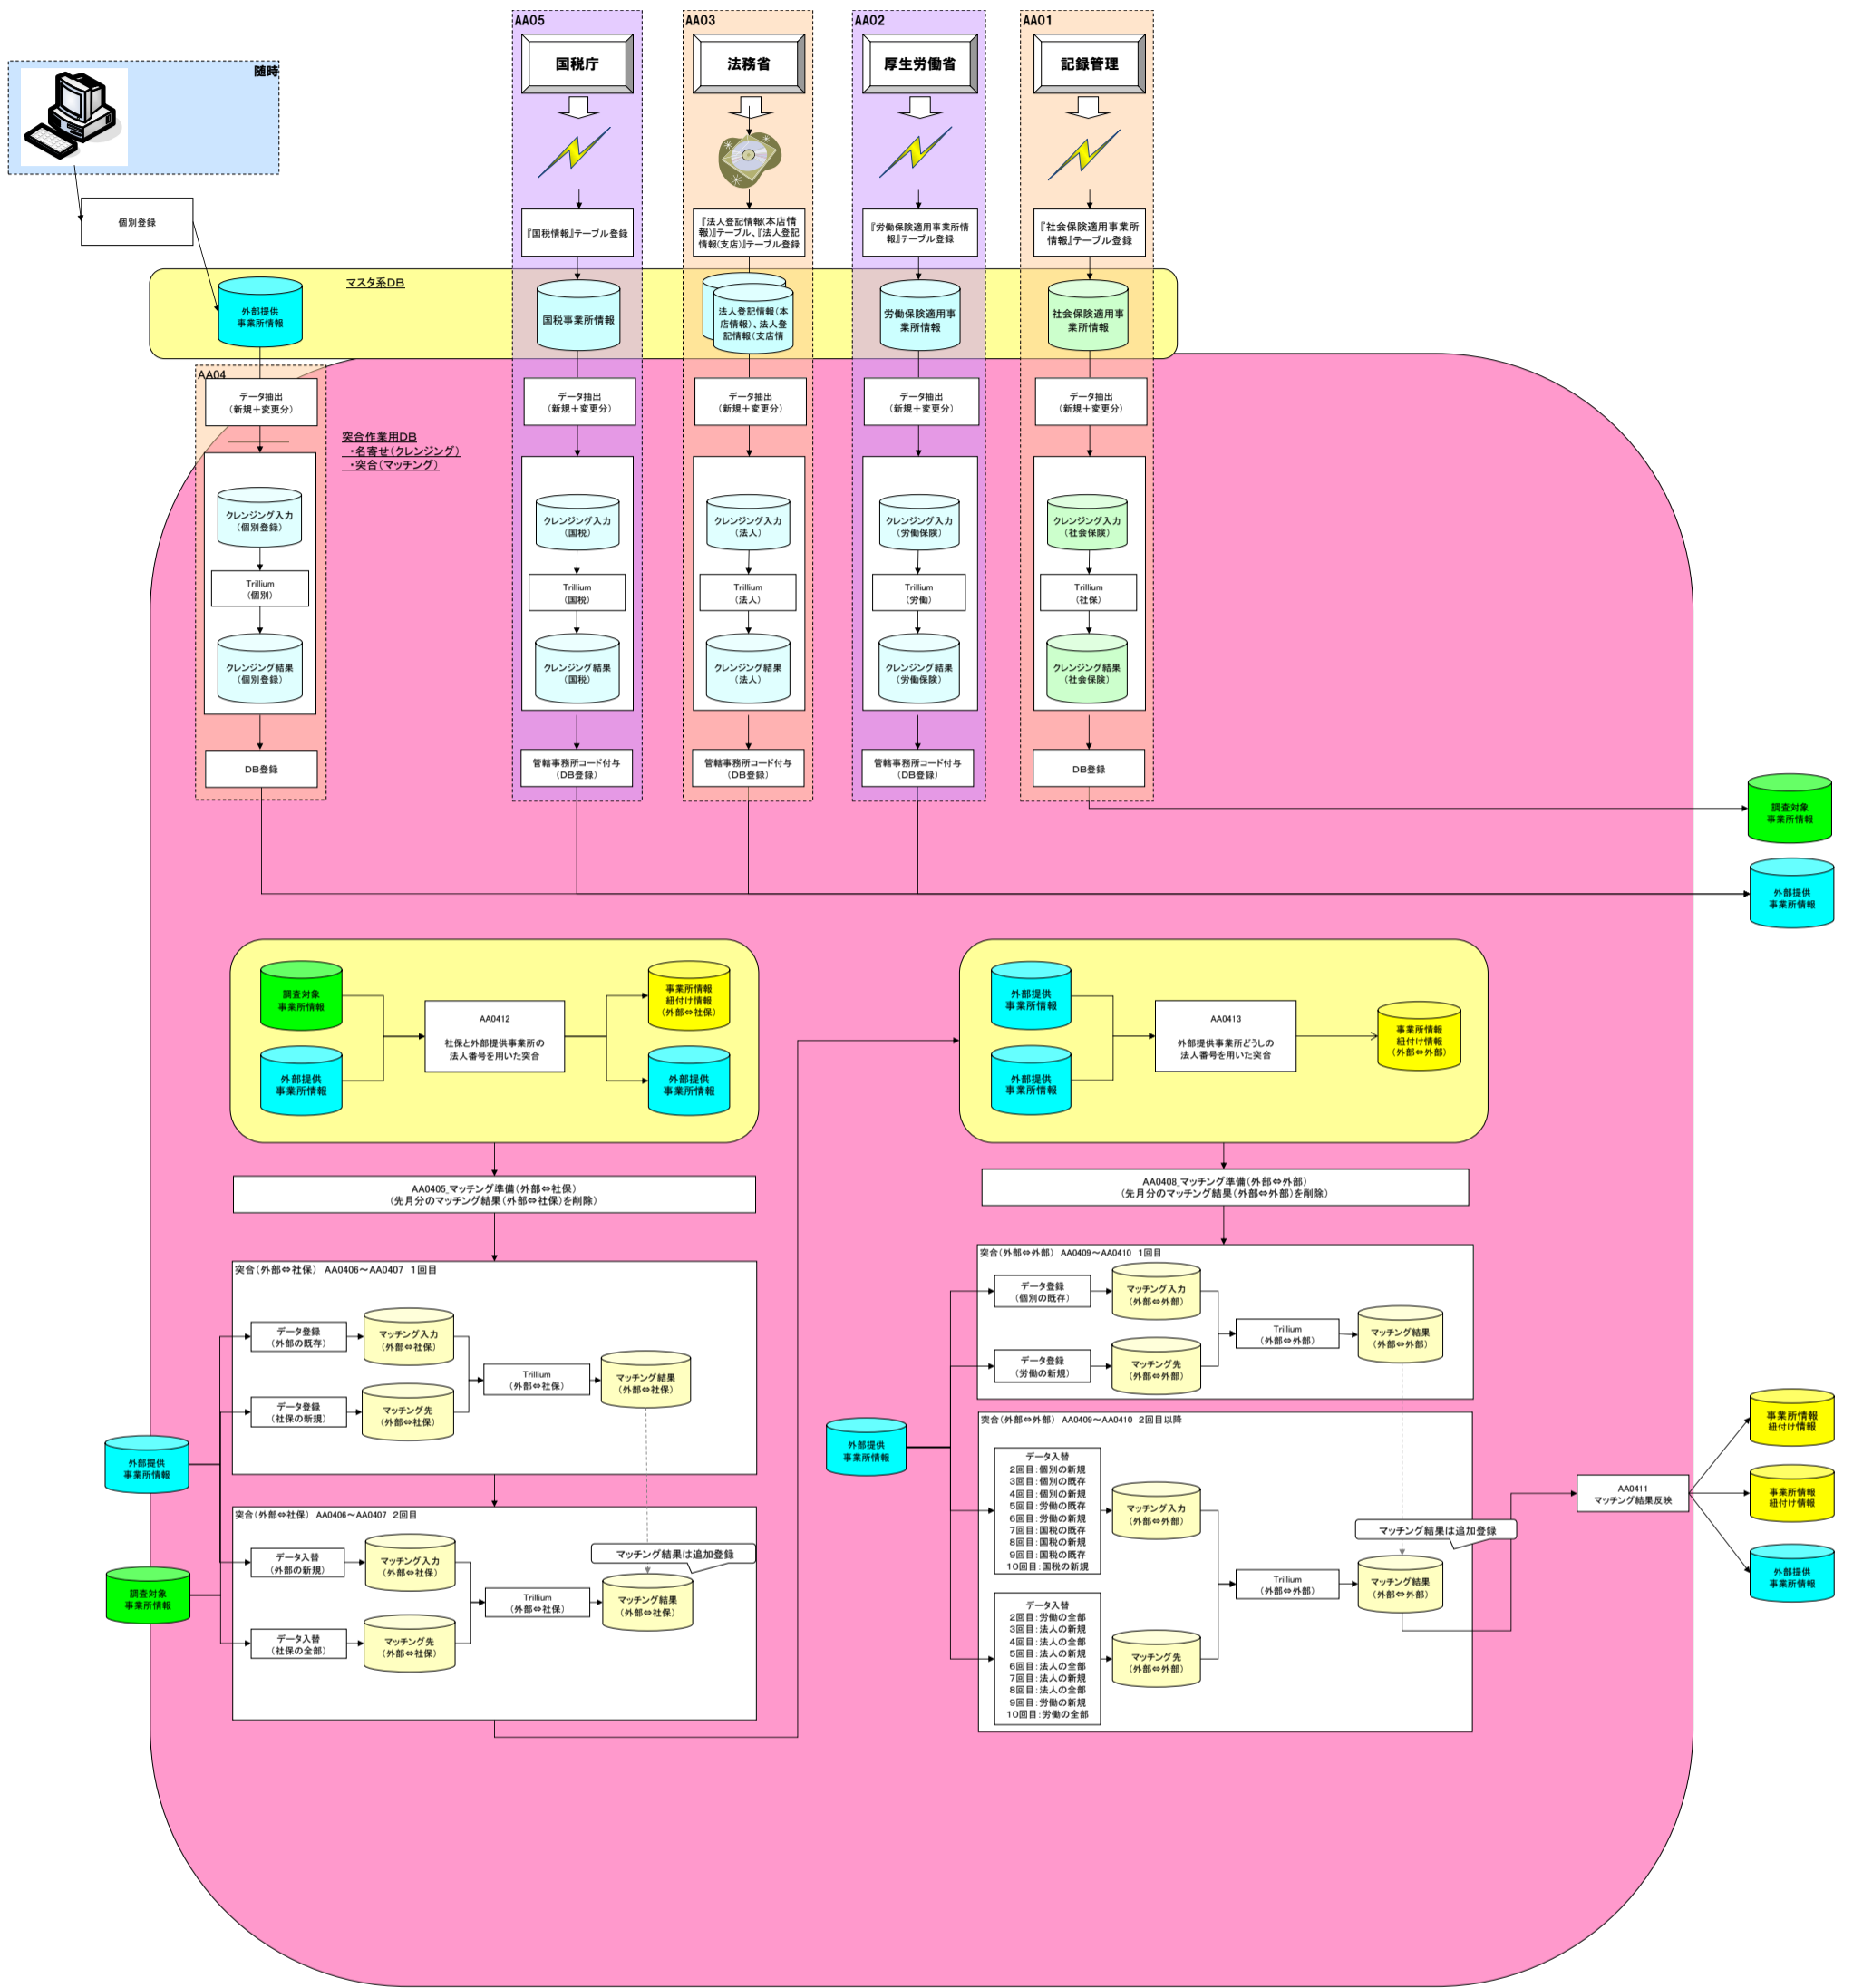 随時
個別登録
AA05
国税庁
『国税情報』テーブル登録
AA03
法務省
『法人登記情報(本店情
報)』テーブル、『法人登記
情報(支店)』テーブル登録
AA02
厚生労働省
『労働保険適用事業所情
報』テーブル登録
AA01
記録管理
『社会保険適用事業所
情報』テーブル登録
マスタ系DB
外部提供
事業所情報
国税事業所情報
法人登記情報(本
店情報)、法人登
記情報(支店情
労働保険適用事
業所情報
社会保険適用事
業所情報
AA04
データ抽出
(新規+変更分)
データ抽出
(新規+変更分)
データ抽出
(新規+変更分)
データ抽出
(新規+変更分)
データ抽出
(新規+変更分)
突合作業用DB
・名寄せ(クレンジング)
・突合(マッチング)
クレンジング入力
(個別登録)
Trillium
(個別)
クレンジング結果
(個別登録)
DB登録
クレンジング入力
(国税)
Trillium
(国税)
クレンジング結果
(国税)
管轄事務所コード付与
(DB登録)
クレンジング入力
(法人)
Trillium
(法人)
クレンジング結果
(法人)
管轄事務所コード付与
(DB登録)
クレンジング入力
(労働保険)
Trillium
(労働)
クレンジング結果
(労働保険)
管轄事務所コード付与
(DB登録)
クレンジング入力
(社会保険)
Trillium
(社保)
クレンジング結果
(社会保険)
DB登録
調査対象
事業所情報
外部提供
事業所情報
調査対象
事業所情報
外部提供
事業所情報
AA0412
社保と外部提供事業所の
法人番号を用いた突合
事業所情報
紐付け情報
(外部⇔社保)
外部提供
事業所情報
AA0405_マッチング準備(外部⇔社保)
(先月分のマッチング結果(外部⇔社保)を削除)
突合(外部⇔社保) AA0406~AA0407 1回目
データ登録
(外部の既存)
マッチング入力
(外部⇔社保)
データ登録
(社保の新規)
マッチング先
(外部⇔社保)
Trillium
(外部⇔社保)
マッチング結果
(外部⇔社保)
外部提供
事業所情報
調査対象
事業所情報
突合(外部⇔社保) AA0406~AA0407 2回目
データ入替
(外部の新規)
マッチング入力
(外部⇔社保)
データ入替
(社保の全部)
マッチング先
(外部⇔社保)
Trillium
(外部⇔社保)
マッチング結果は追加登録
マッチング結果
(外部⇔社保)
外部提供
事業所情報
外部提供
事業所情報
AA0413
外部提供事業所どうしの
法人番号を用いた突合
事業所情報
紐付け情報
(外部⇔外部)
AA0408_マッチング準備(外部⇔外部)
(先月分のマッチング結果(外部⇔外部)を削除)
突合(外部⇔外部) AA0409~AA0410 1回目
データ登録
(個別の既存)
マッチング入力
(外部⇔外部)
データ登録
(労働の新規)
マッチング先
(外部⇔外部)
Trillium
(外部⇔外部)
マッチング結果
(外部⇔外部)
外部提供
事業所情報
突合(外部⇔外部) AA0409~AA0410 2回目以降
データ入替
2回目:個別の新規
3回目:個別の既存
4回目:個別の新規
5回目:労働の既存
6回目:労働の新規
7回目:国税の既存
8回目:国税の新規
9回目:国税の既存
10回目:国税の新規
マッチング入力
(外部⇔外部)
データ入替
2回目:労働の全部
3回目:法人の新規
4回目:法人の全部
5回目:法人の新規
6回目:法人の全部
7回目:法人の新規
8回目:法人の全部
9回目:労働の新規
10回目:労働の全部
マッチング先
(外部⇔外部)
Trillium
(外部⇔外部)
マッチング結果は追加登録
マッチング結果
(外部⇔外部)
AA0411
マッチング結果反映
事業所情報
紐付け情報
事業所情報
紐付け情報
外部提供
事業所情報